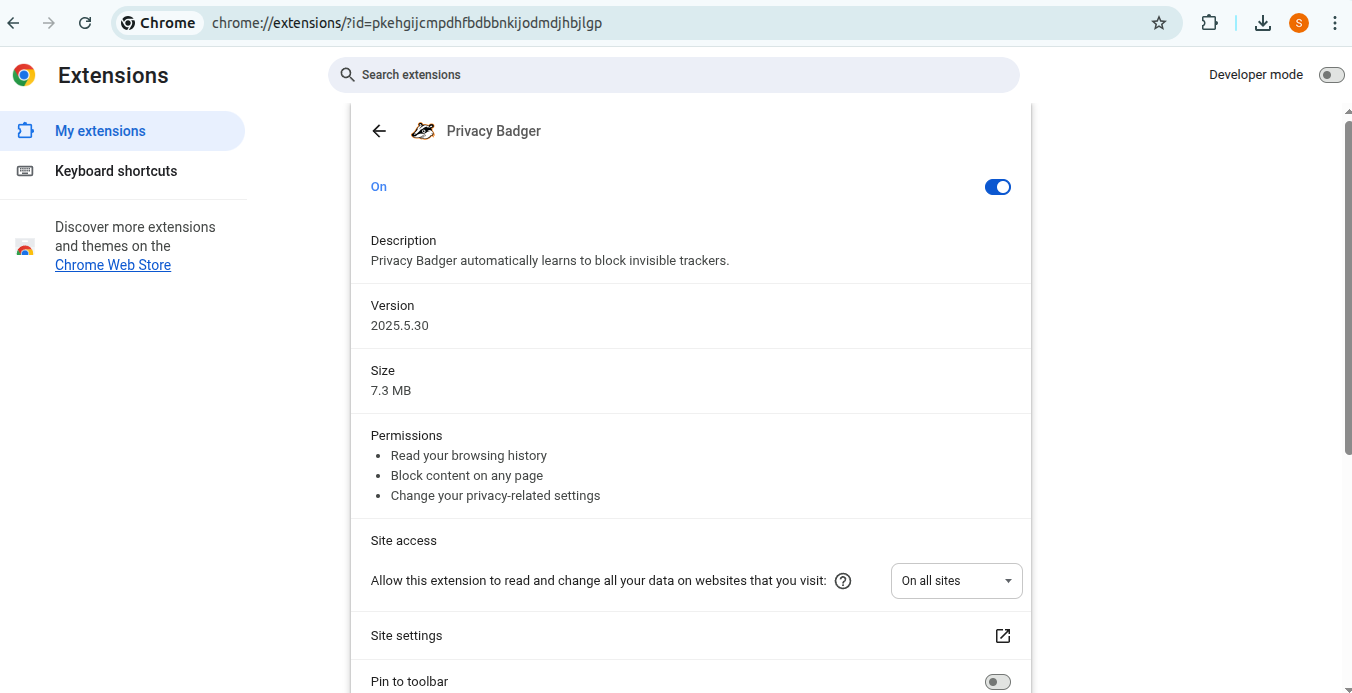 Chrome
chrome://extensions/?id=pkehgijcmpdhfbdbbnkijodmdjhbjlgp
S
Extensions
Search extensions
Developer mode
My extensions
Keyboard shortcuts
Discover more extensions
and themes on the
Chrome Web Store
Privacy Badger
On
Description
Privacy Badger automatically learns to block invisible trackers.
Version
2025.5.30
Size
7.3 MB
Permissions
• Read your browsing history
• Block content on any page
• Change your privacy-related settings
Site access
Allow this extension to read and change all your data on websites that you visit:
On all sites
Site settings
Pin to toolbar